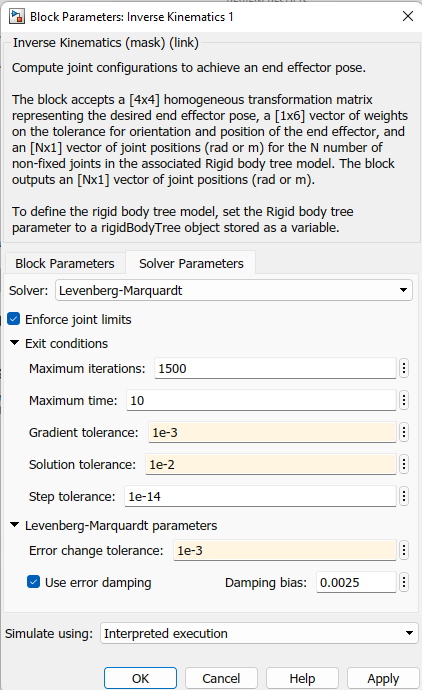 Block Parameters: Inverse Kinematics 1
Inverse Kinematics (mask) (link)
Compute joint configurations to achieve an end effector pose.
The block accepts a [4x4] homogeneous transformation matrix
representing the desired end effector pose, a [1x6] vector of weights
on the tolerance for orientation and position of the end effector, and
an [Nx1] vector of joint positions (rad or m) for the N number of
non-fixed joints in the associated Rigid body tree model. The block
outputs an [Nx1] vector of joint positions (rad or m).
To define the rigid body tree model, set the Rigid body tree
parameter to a rigidBodyTree object stored as a variable.
Block Parameters Solver Parameters
Solver: Levenberg-Marquardt
Enforce joint limits
Exit conditions
Maximum iterations: 1500
Maximum time: 10
Gradient tolerance: 1e-3
Solution tolerance: 1e-2
Step tolerance: 1e-14
Levenberg-Marquardt parameters
Error change tolerance: 1e-3
Use error damping Damping bias: 0.0025
Simulate using: Interpreted execution
OK Cancel Help Apply